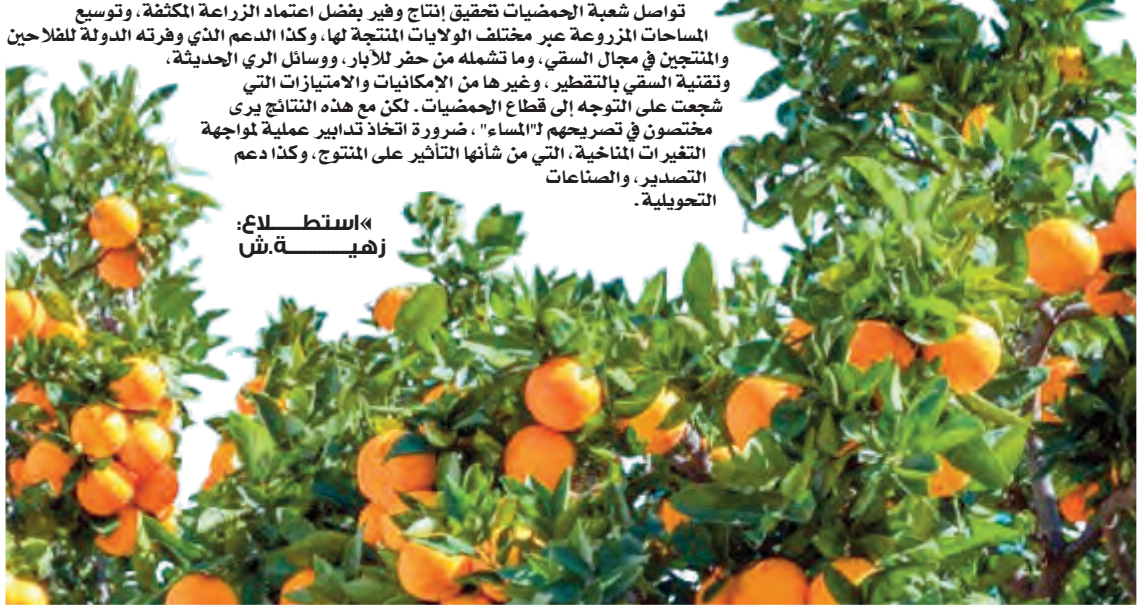 تواصل شعبة الحمضيات تحقيق إنتاج وفير بفضل اعتماد الزراعة المكثفة، وتوسيع
المساحات المزروعة عبر مختلف الولايات المنتجة لها، وكذا الدعم الذي وفرته الدولة للفلاحين
والمنتجين في مجال السقي، وما تشمله من حفر للآبار، ووسائل الري الحديثة،
وتقنية السقي بالتقطير، وغيرها من الإمكانيات والامتيازات التي
شجعت على التوجه إلى قطاع الحمضيات. لكن مع هذه النتائج يرى
مختصون في تصريحهم لـ"المساء"، ضرورة اتخاذ تدابير عملية لمواجهة
التغيرات المناخية، التي من شأنها التأثير على المنتوج، وكذا دعم
التصدير، والصناعات
التحويلية.
»استطــــلاع:
زهيـــــــــة.ش